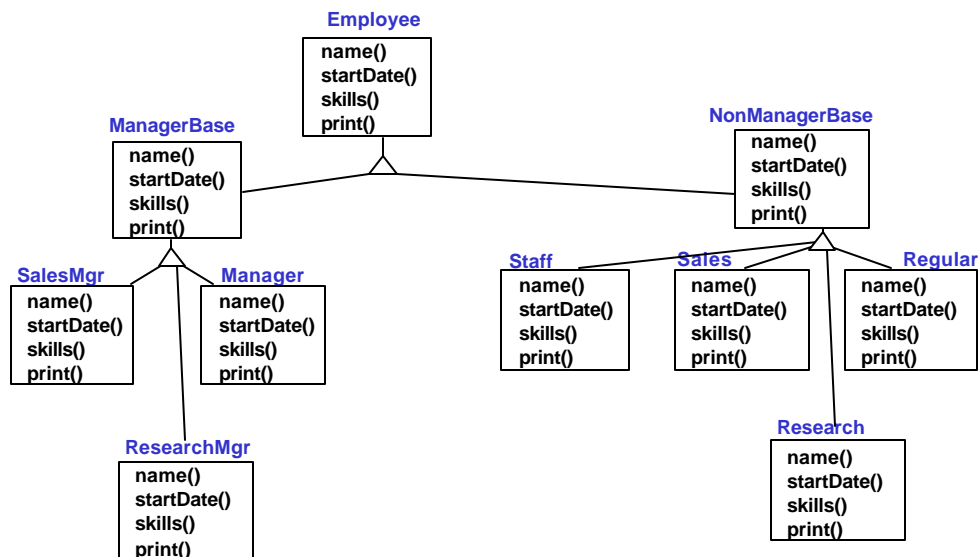 Employee
name()
startDate()
skills()
print()
ManagerBase
name()
startDate()
skills()
print()
NonManagerBase
name()
startDate()
skills()
print()
SalesMgr
name()
startDate()
skills()
print()
Manager
name()
startDate()
skills()
print()
Staff
name()
startDate()
skills()
print()
Sales
name()
startDate()
skills()
print()
Regular
name()
startDate()
skills()
print()
ResearchMgr
name()
startDate()
skills()
print()
Research
name()
startDate()
skills()
print()